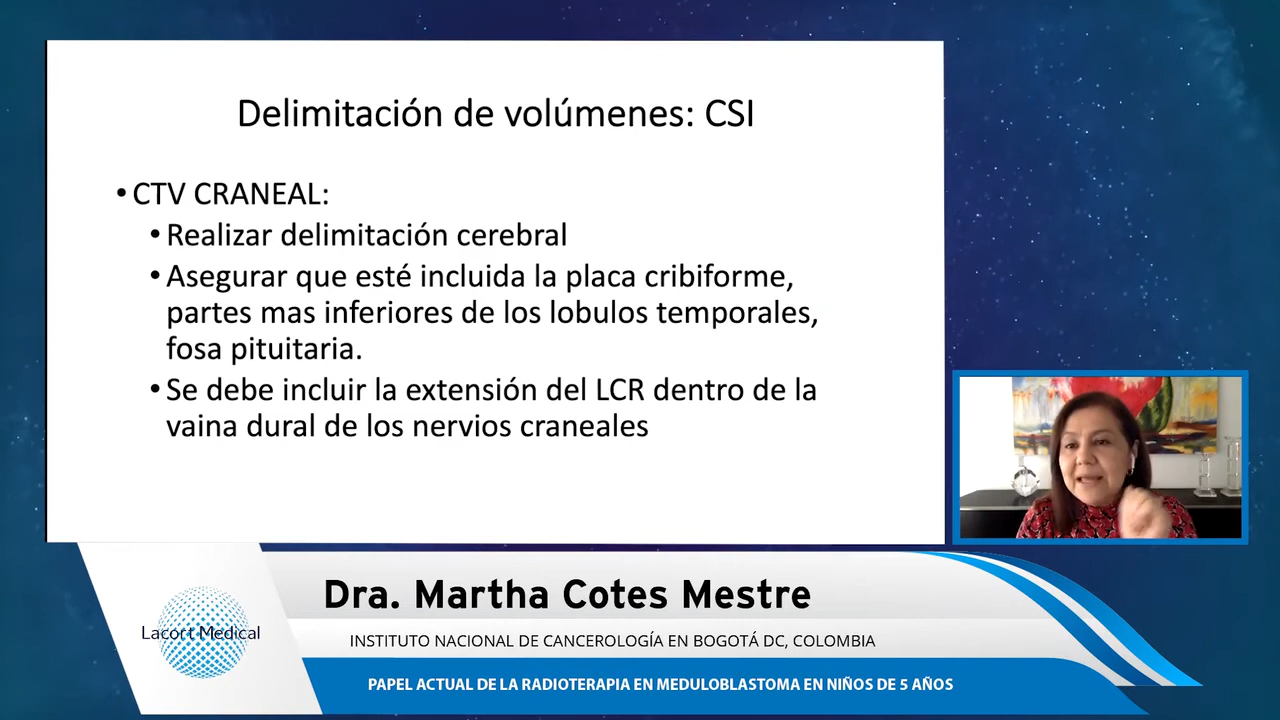 Delimitación de volúmenes: CSI
• CTV CRANEAL:
• Realizar delimitación cerebral
• Asegurar que esté incluida la placa cribiforme,
partes mas inferiores de los lobulos temporales,
fosa pituitaria.
• Se debe incluir la extensión del LCR dentro de la
vaina dural de los nervios craneales
Dra. Martha Cotes Mestre
Lacort Medical
INSTITUTO NACIONAL DE CANCEROLOGÍA EN BOGOTÁ DC, COLOMBIA
PAPEL ACTUAL DE LA RADIOTERAPIA EN MEDULOBLASTOMA EN NIÑOS DE 5 AÑOS